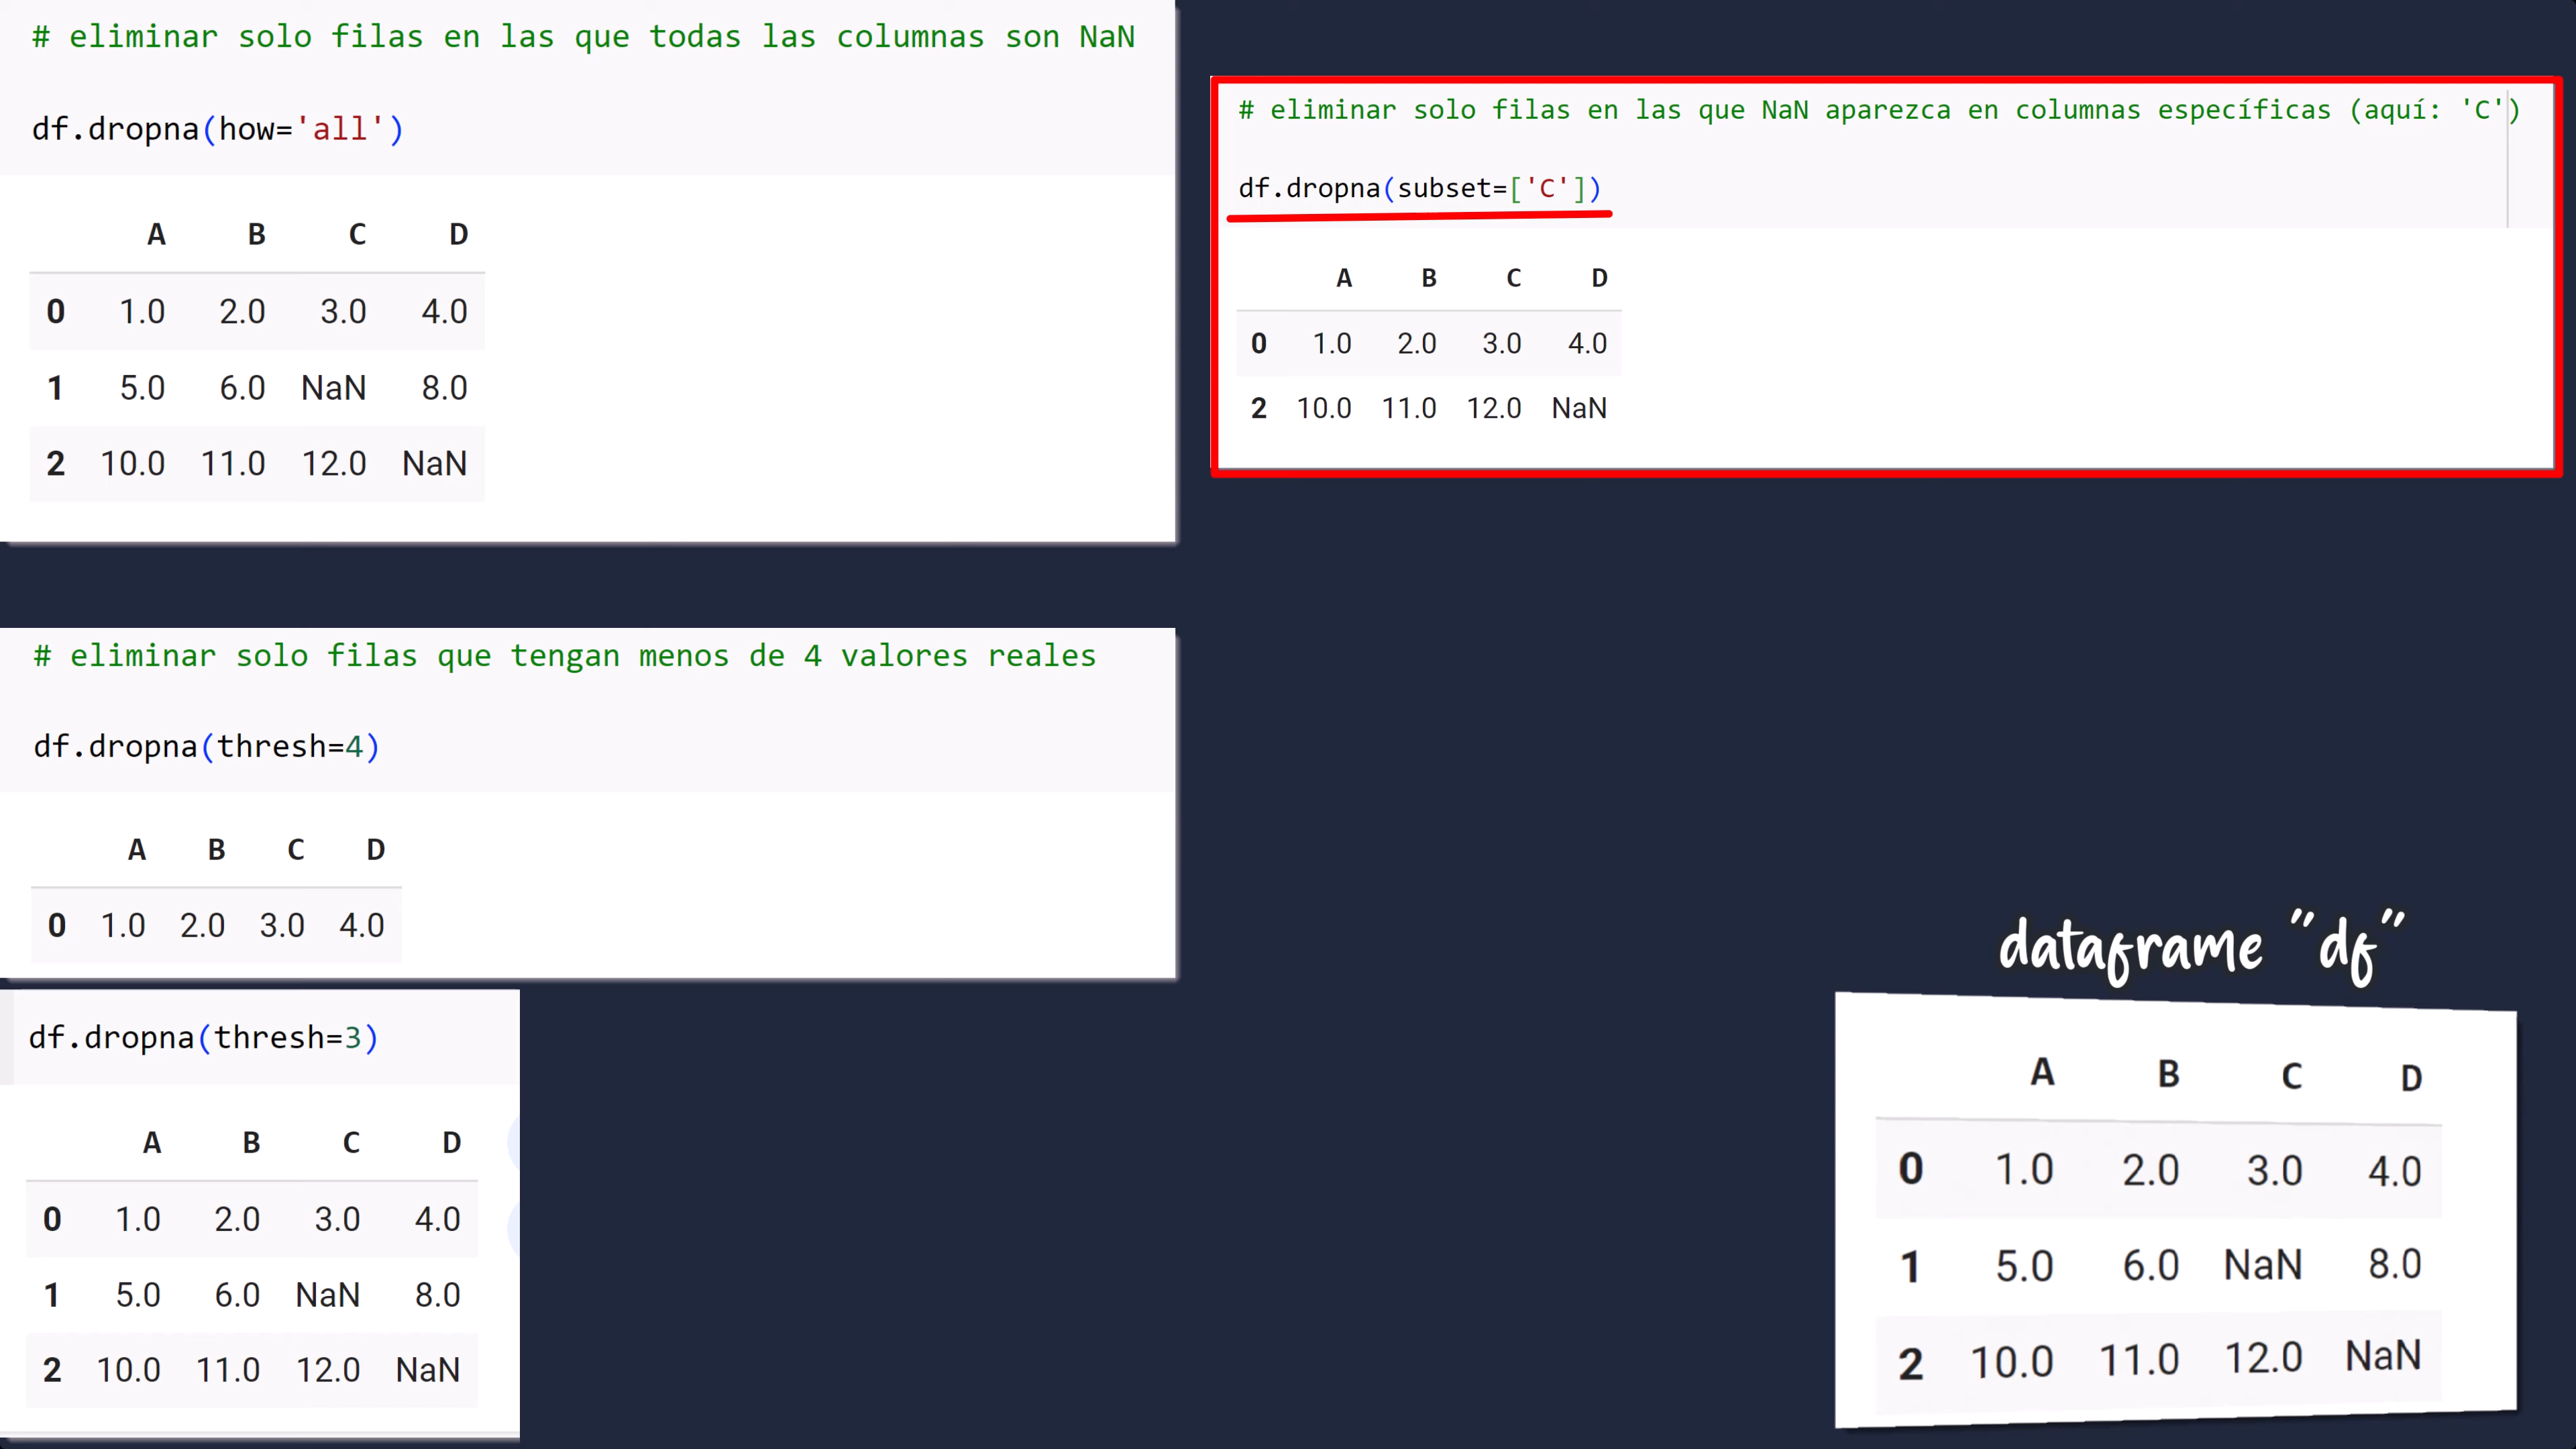 # eliminar solo filas en las que todas las columnas son NaN
df.dropna(how='all')
A B C D
0 1.0 2.0 3.0 4.0
1 5.0 6.0 NaN 8.0
2 10.0 11.0 12.0 NaN
# eliminar solo filas en las que NaN aparezca en columnas específicas (aquí: 'C')
df.dropna(subset=['C'])
A B C D
0 1.0 2.0 3.0 4.0
2 10.0 11.0 12.0 NaN
# eliminar solo filas que tengan menos de 4 valores reales
df.dropna(thresh=4)
A B C D
0 1.0 2.0 3.0 4.0
df.dropna(thresh=3)
A B C D
0 1.0 2.0 3.0 4.0
1 5.0 6.0 NaN 8.0
2 10.0 11.0 12.0 NaN
dataframe "df"
A B C D
0 1.0 2.0 3.0 4.0
1 5.0 6.0 NaN 8.0
2 10.0 11.0 12.0 NaN